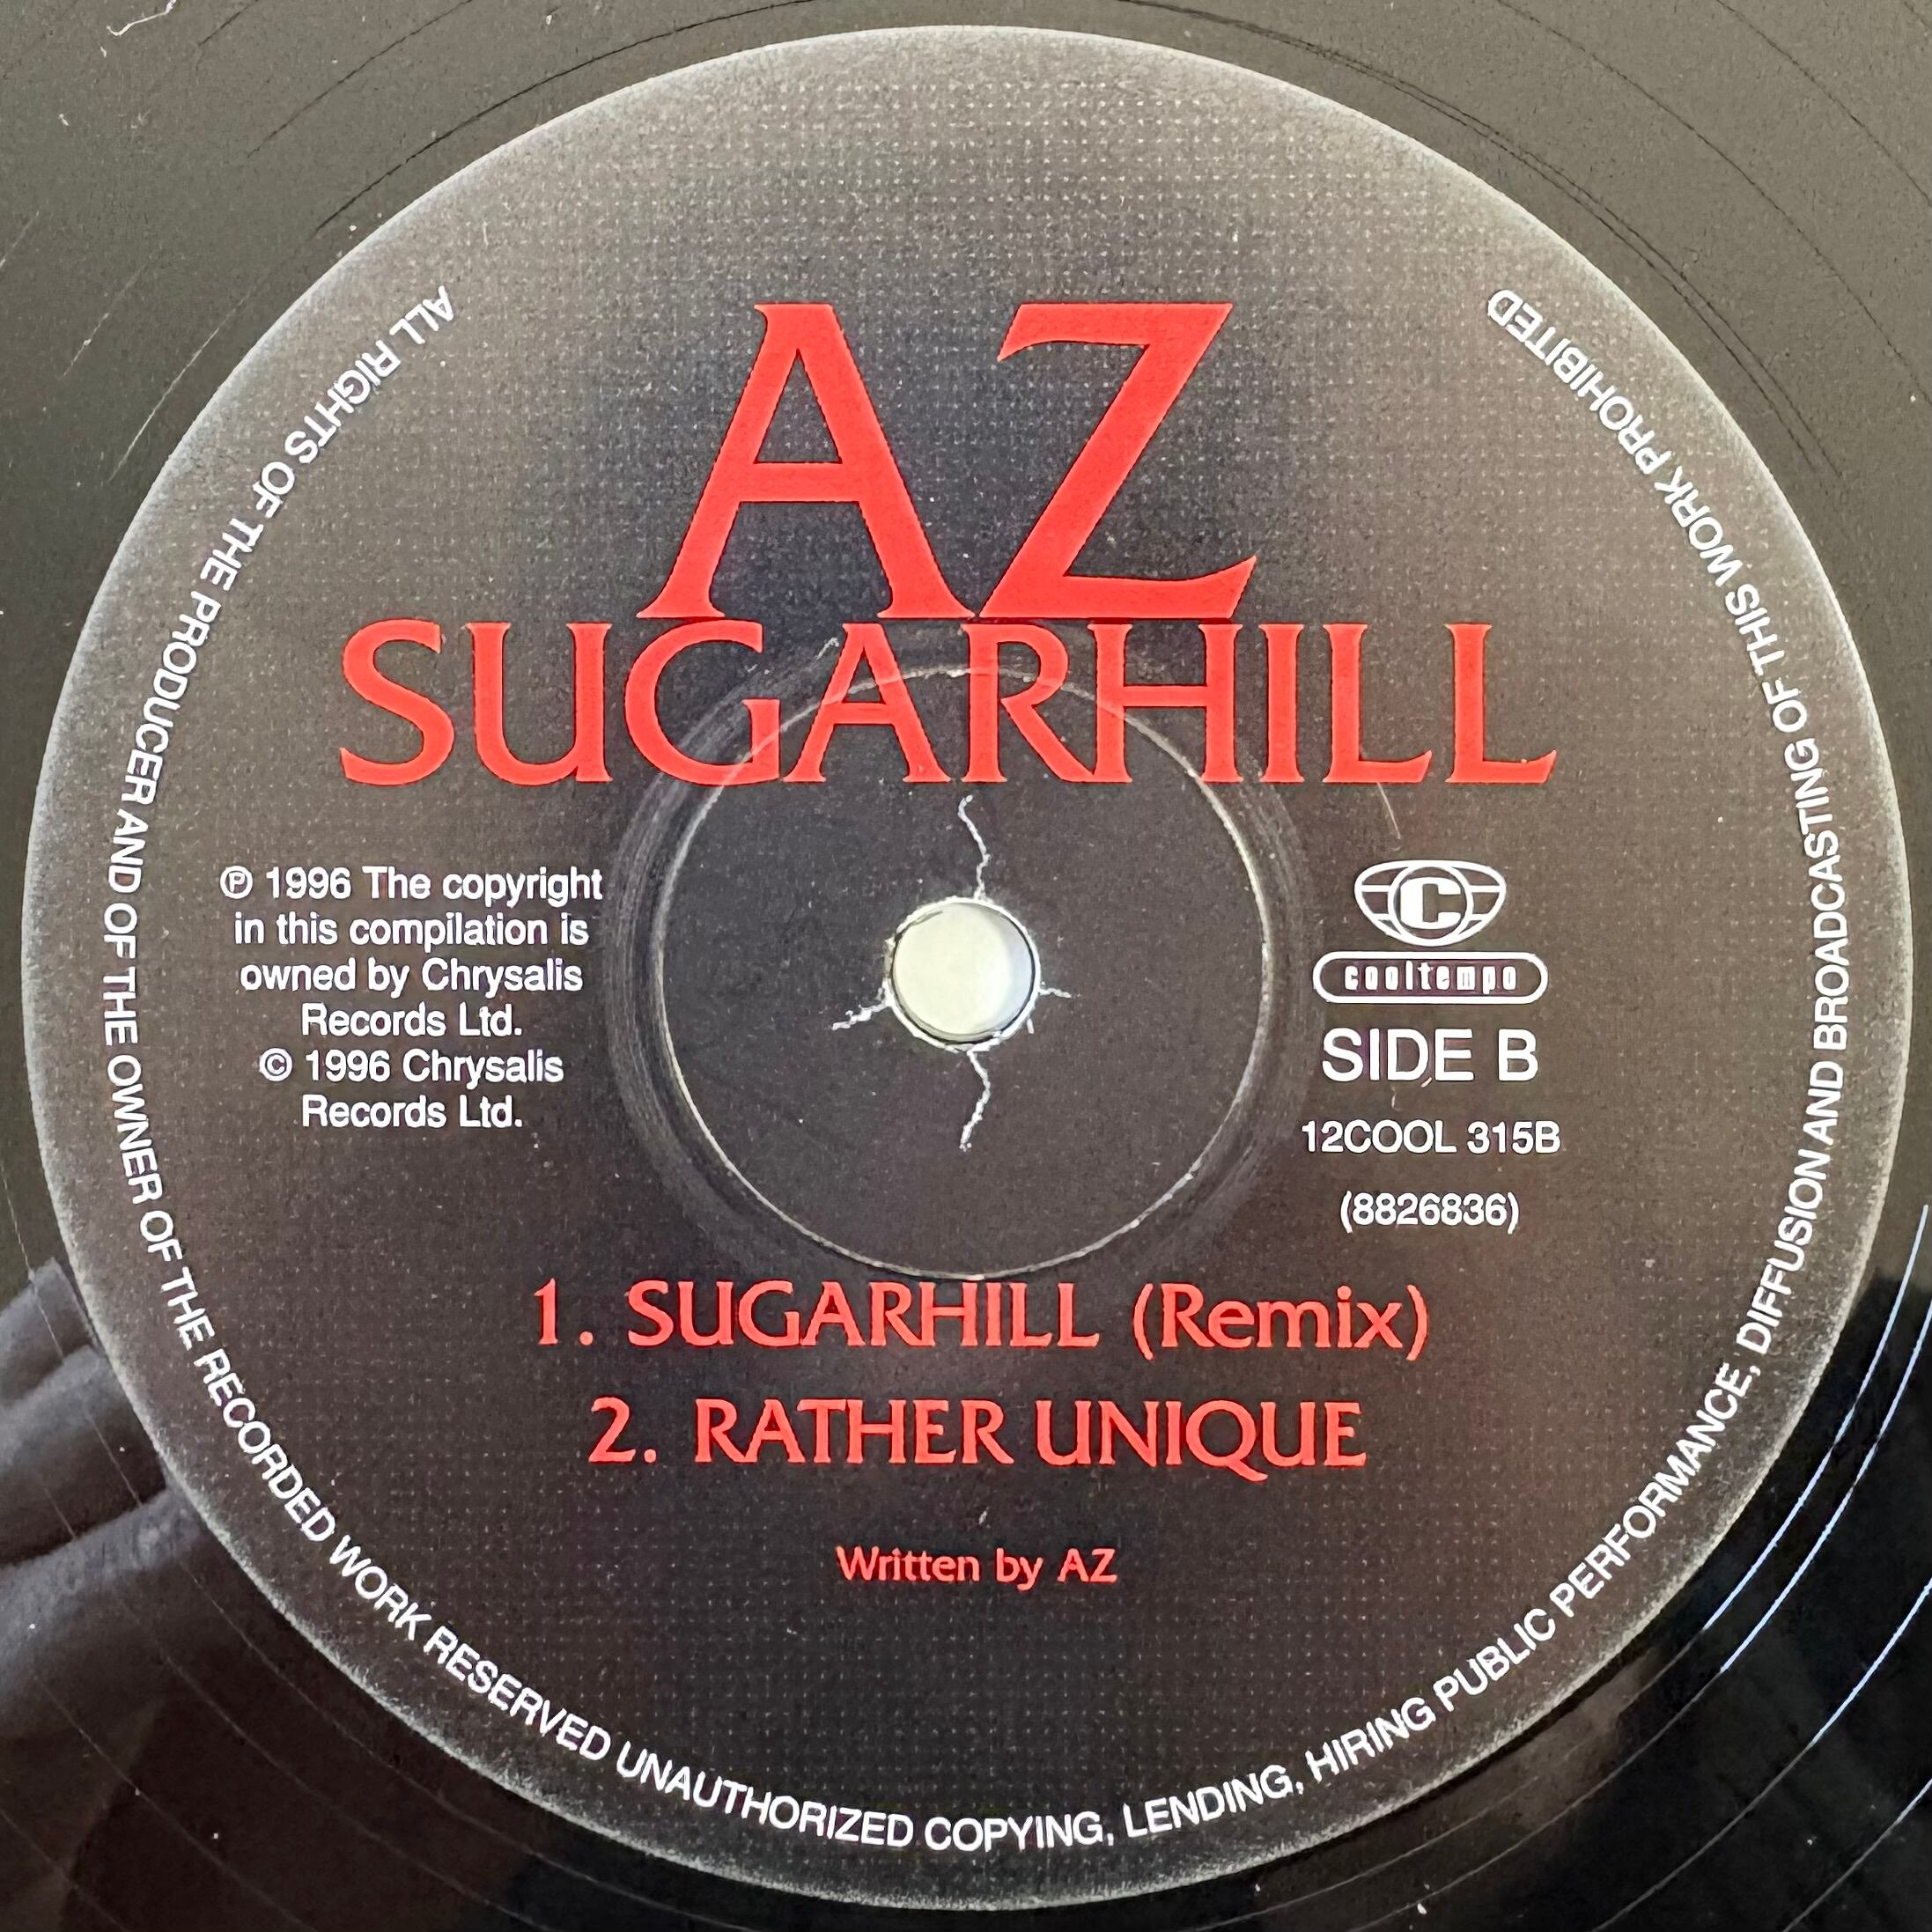 AZ
SUGARHILL
℗ 1996 The copyright
in this compilation is
owned by Chrysalis
Records Ltd.
© 1996 Chrysalis
Records Ltd.
C
cooltempo
SIDE B
12COOL 315B
(8826836)
1. SUGARHILL (Remix)
2. RATHER UNIQUE
Written by AZ
ALL RIGHTS OF THE PRODUCER AND OF THE OWNER OF THE RECORDED WORK RESERVED UNAUTHORIZED COPYING, LENDING, HIRING PUBLIC PERFORMANCE, DIFFUSION AND BROADCASTING OF THIS WORK PROHIBITED